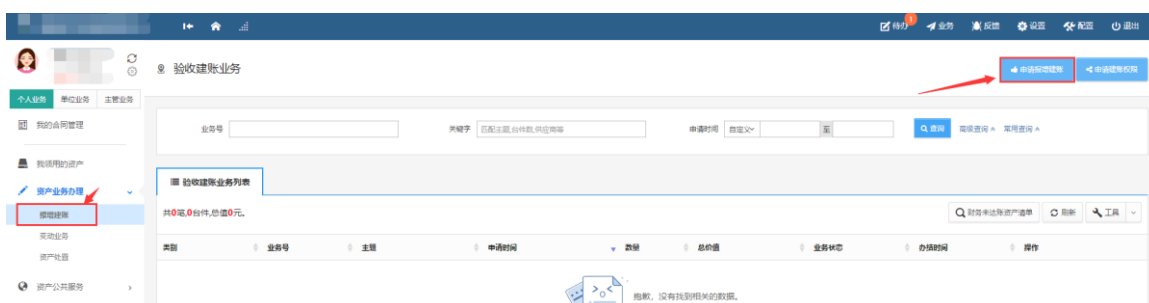 待办 1 业务 反馈 设置 配置 退出
验收建账业务
申请报增建账 申请建账权限
个人业务 单位业务 主管业务
我的合同管理
业务号 关键字 匹配主题,台件数,供应商等 申请时间 自定义 至 查询 高级查询 常用查询
我领用的资产
资产业务办理
验收建账业务列表
报增建账
共0笔,0台件,总值0元。 财务未达账资产清单 刷新 工具
变动业务
类别 业务号 主题 申请时间 数量 总价值 业务状态 办结时间 操作
资产处置
资产公共服务
抱歉，没有找到相关的数据。